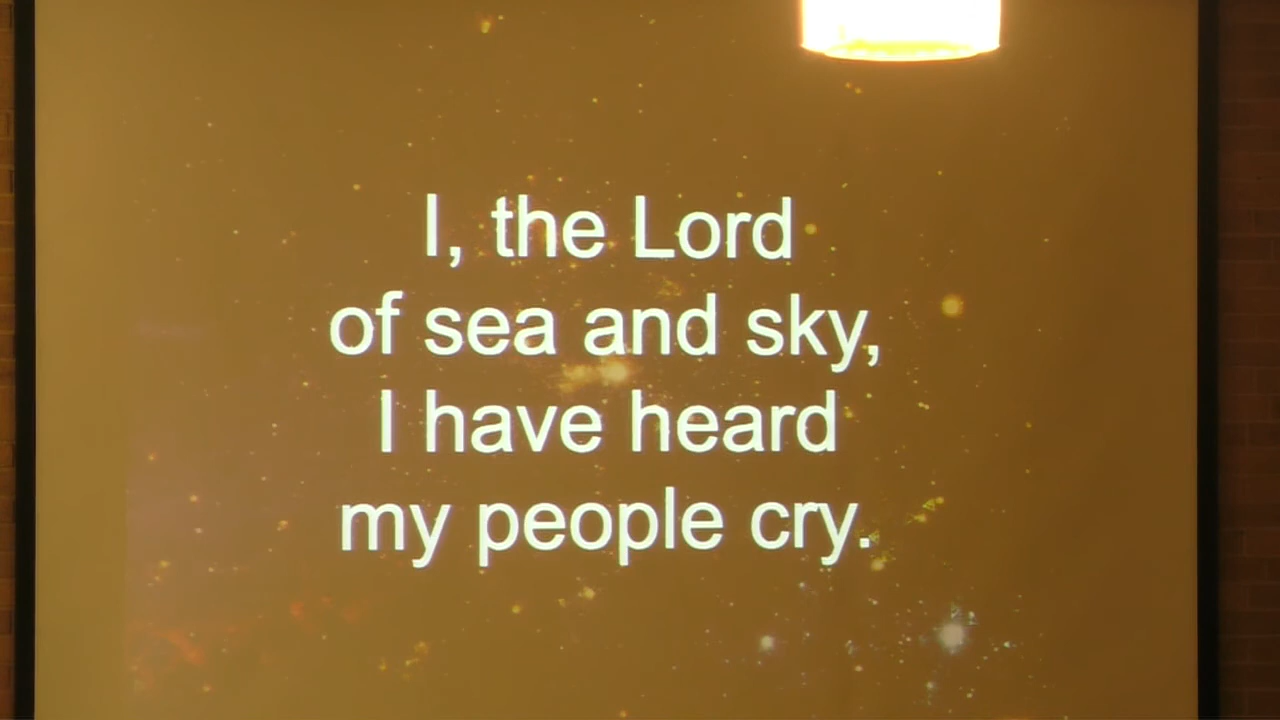 I, the Lord
of sea and sky,
I have heard
my people cry.